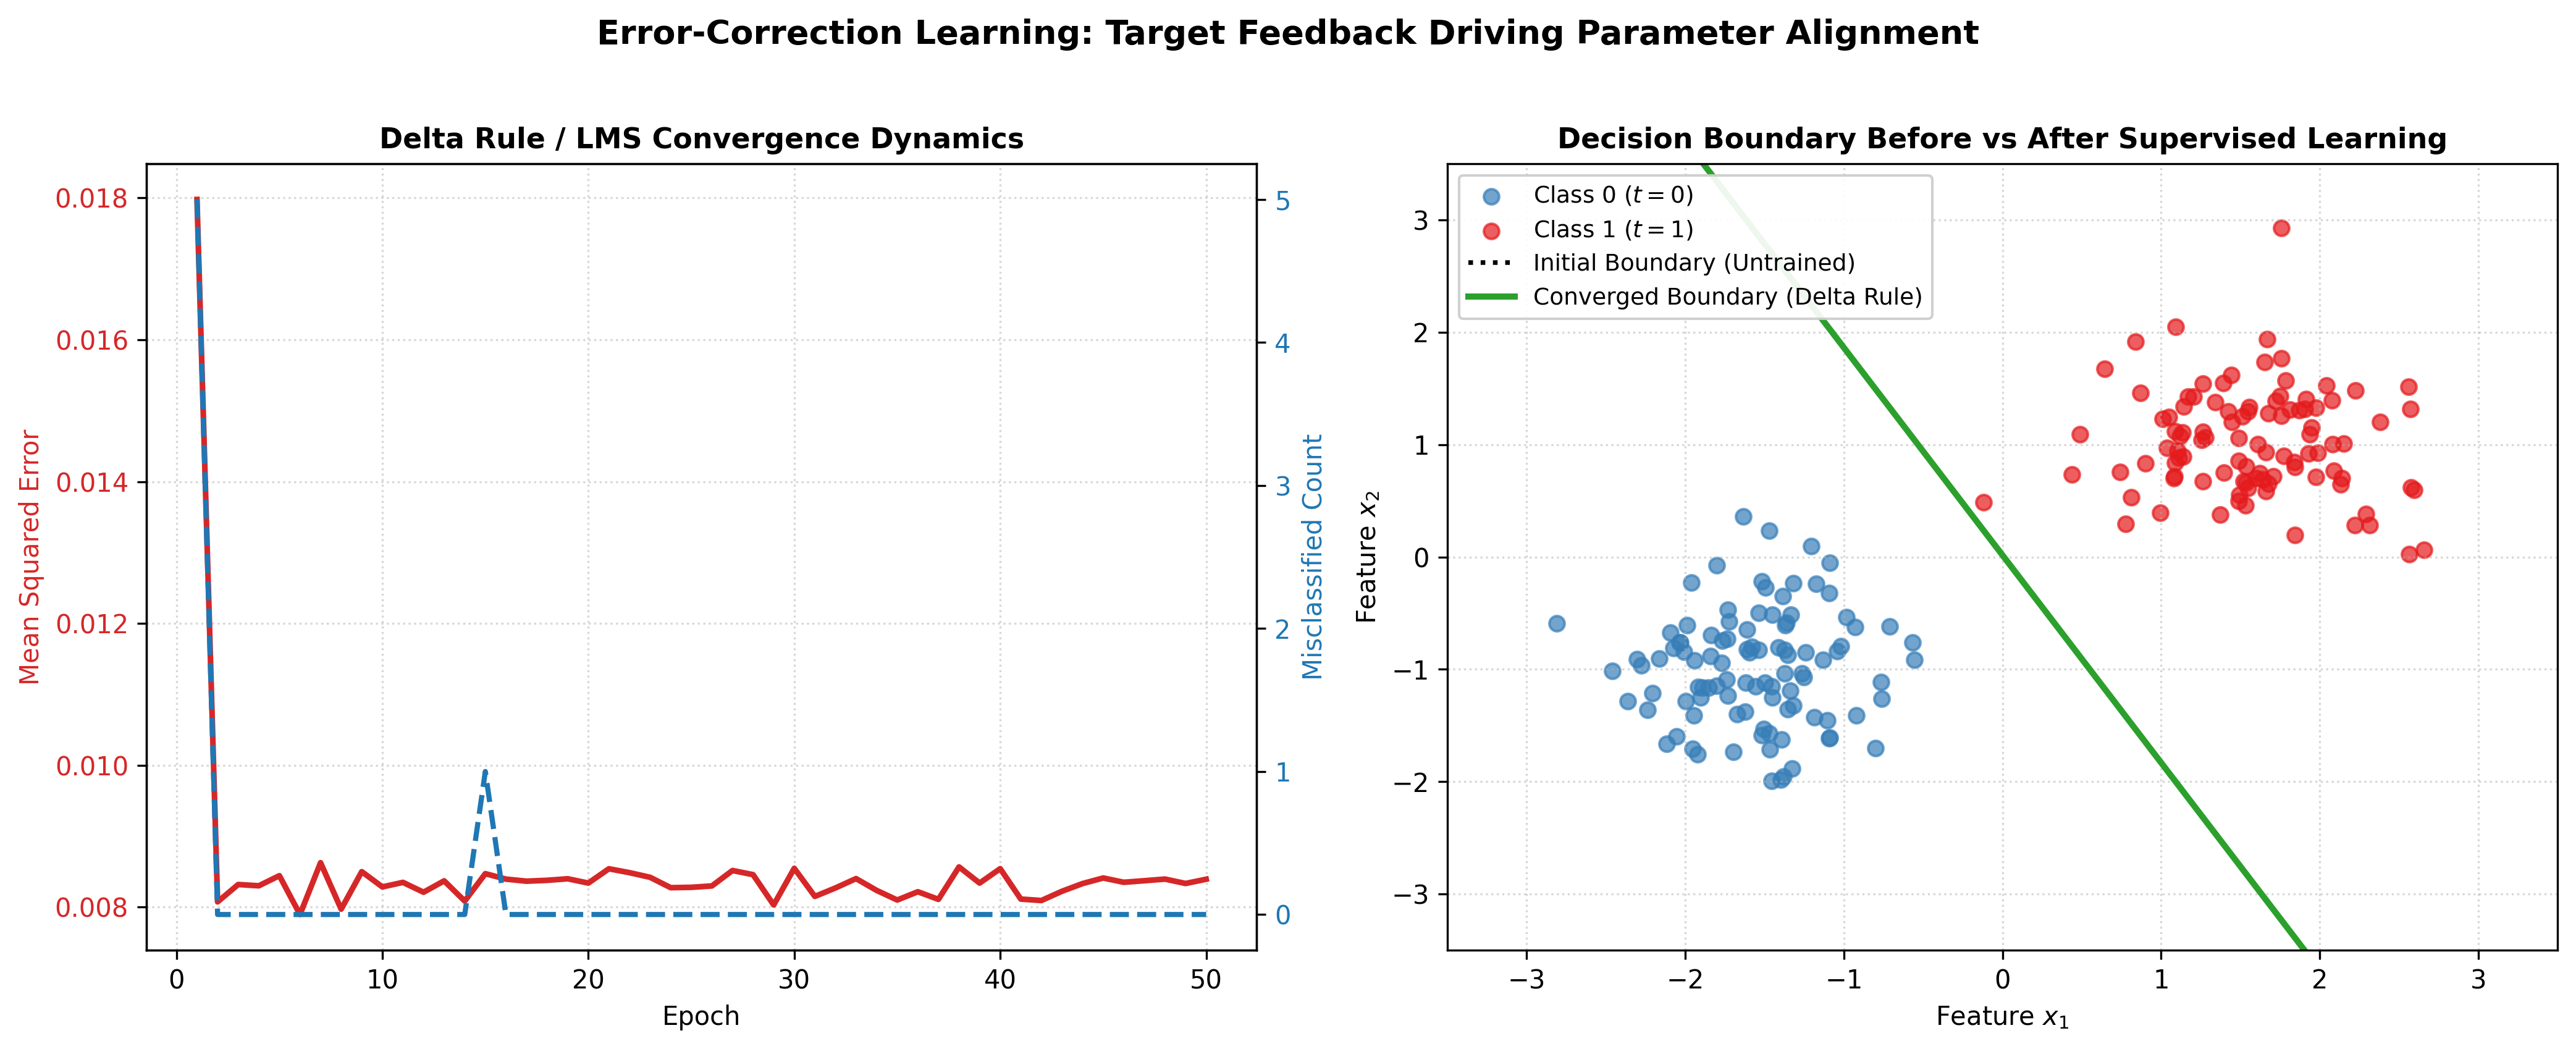 Error-Correction Learning: Target Feedback Driving Parameter Alignment
Delta Rule / LMS Convergence Dynamics
0.018
0.016
0.014
0.012
0.010
0.008
Mean Squared Error
0
10
20
30
40
50
Epoch
5
4
3
2
1
0
Misclassified Count
Decision Boundary Before vs After Supervised Learning
Class 0 (t = 0)
Class 1 (t = 1)
Initial Boundary (Untrained)
Converged Boundary (Delta Rule)
3
2
1
0
−1
−2
−3
Feature x₂
−3
−2
−1
0
1
2
3
Feature x₁